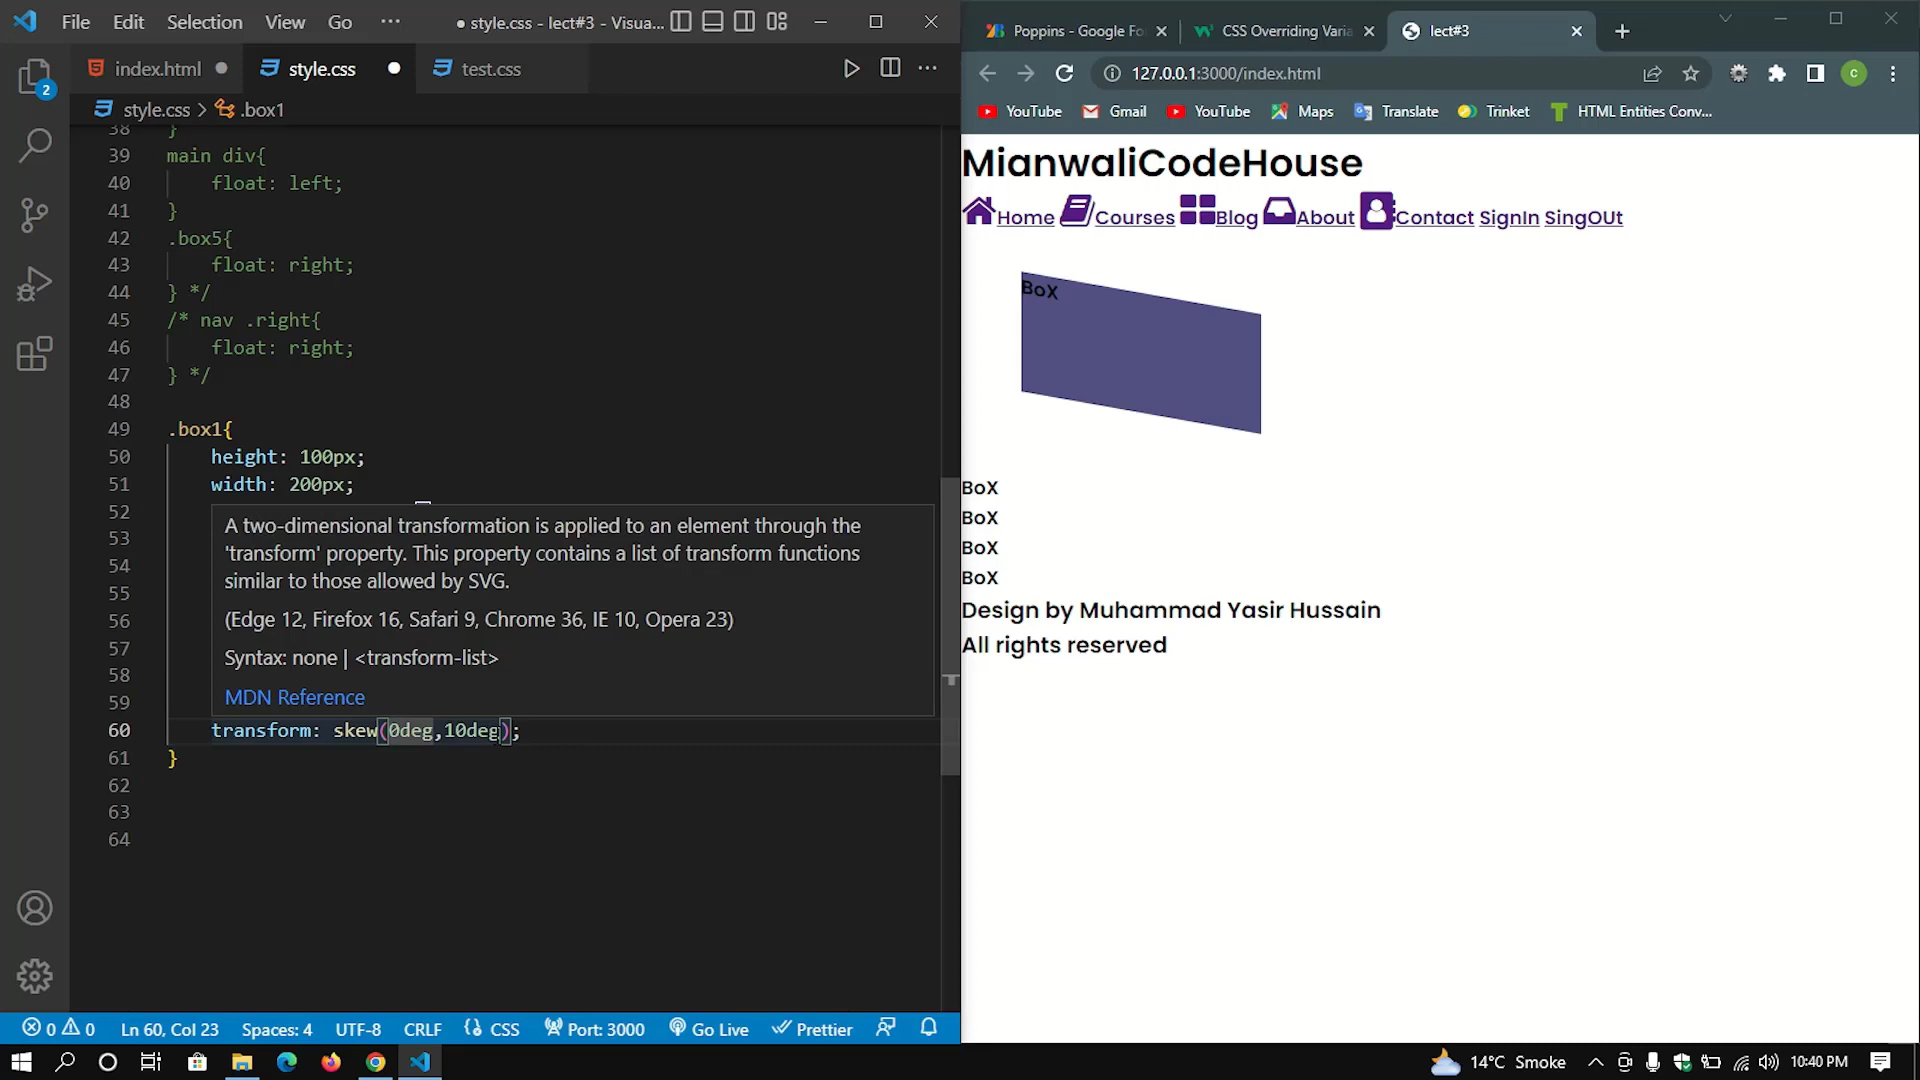 File Edit Selection View Go ··· ● style.css - lect#3 - Visua...
index.html ● style.css ● test.css
style.css > .box1
38 }
39 main div{
40 float: left;
41 }
42 .box5{
43 float: right;
44 } */
45 /* nav .right{
46 float: right;
47 } */
48
49 .box1{
50 height: 100px;
51 width: 200px;
52
53
54
55
56
57
58
59
A two-dimensional transformation is applied to an element through the
'transform' property. This property contains a list of transform functions
similar to those allowed by SVG.
(Edge 12, Firefox 16, Safari 9, Chrome 36, IE 10, Opera 23)
Syntax: none | <transform-list>
MDN Reference
60 transform: skew(0deg,10deg);
61 }
62
63
64
2
0 0 Ln 60, Col 23 Spaces: 4 UTF-8 CRLF CSS Port: 3000 Go Live Prettier
Poppins - Google Fo CSS Overriding Varia lect#3
127.0.0.1:3000/index.html C
YouTube Gmail YouTube Maps Translate Trinket HTML Entities Conv...
MianwaliCodeHouse
Home Courses Blog About Contact SignIn SingOUt
BoX
BoX
BoX
BoX
BoX
Design by Muhammad Yasir Hussain
All rights reserved
14°C Smoke 10:40 PM